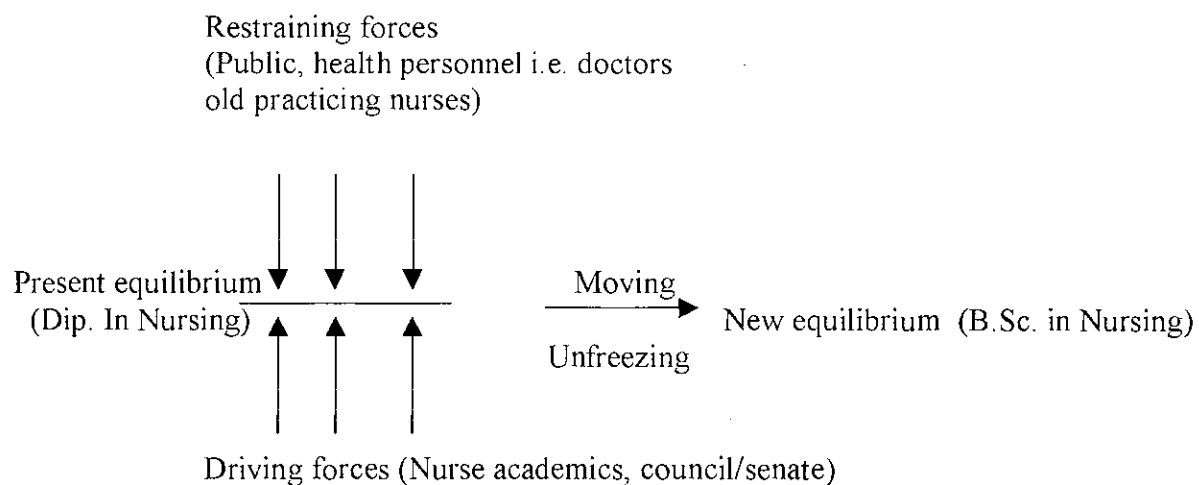 Restraining forces
(Public, health personnel i.e. doctors
old practicing nurses)
Present equilibrium
(Dip. In Nursing)
Moving
Unfreezing
New equilibrium (B.Sc. in Nursing)
Driving forces (Nurse academics, council/senate)